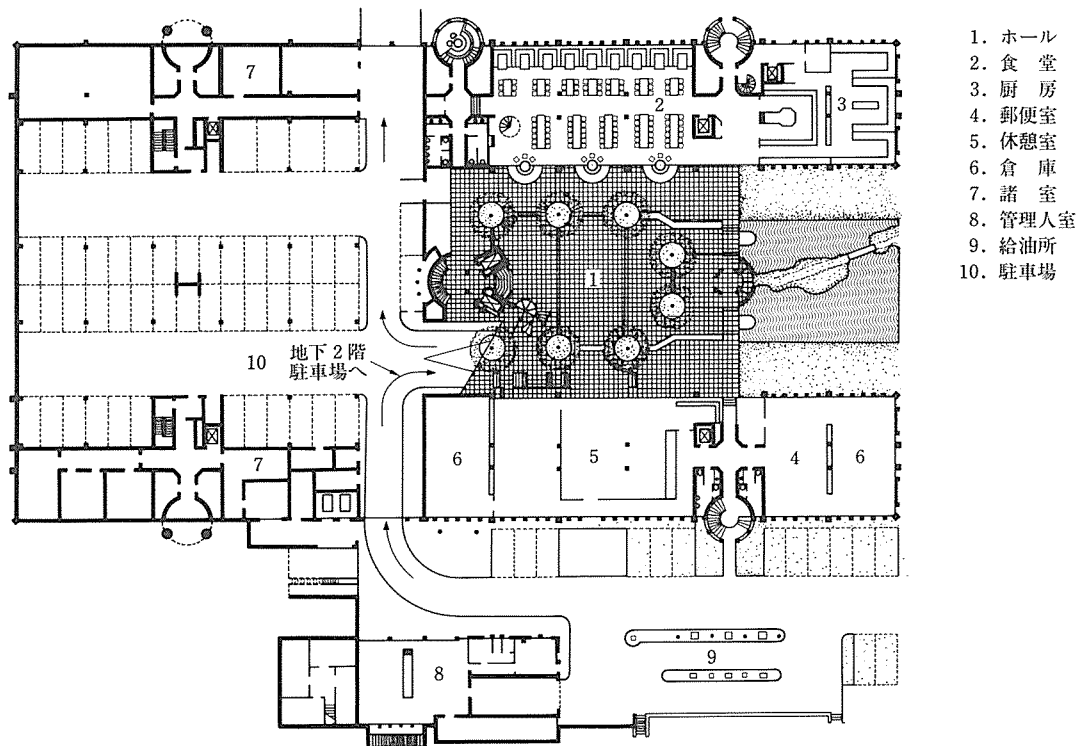 1. ホール
2. 食 堂
3. 厨 房
4. 郵便室
5. 休憩室
6. 倉 庫
7. 諸 室
8. 管理人室
9. 給油所
10. 駐車場
7
2
3
1
10
地下2階
駐車場へ
7
6
5
4
6
8
9